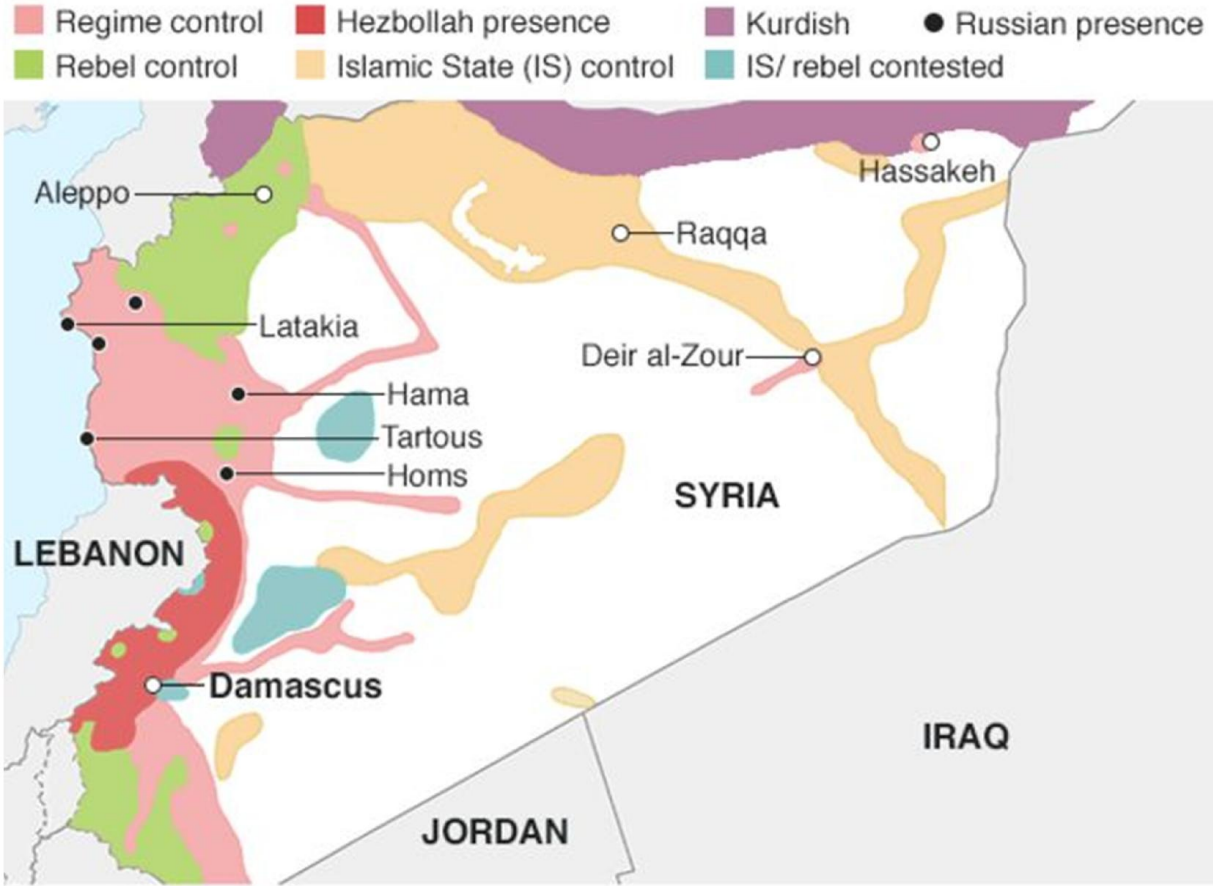 Regime control
Hezbollah presence
Kurdish
Russian presence
Rebel control
Islamic State (IS) control
IS/ rebel contested
Hassakeh
Aleppo
Raqqa
Latakia
Deir al-Zour
Hama
Tartous
Homs
SYRIA
LEBANON
Damascus
IRAQ
JORDAN